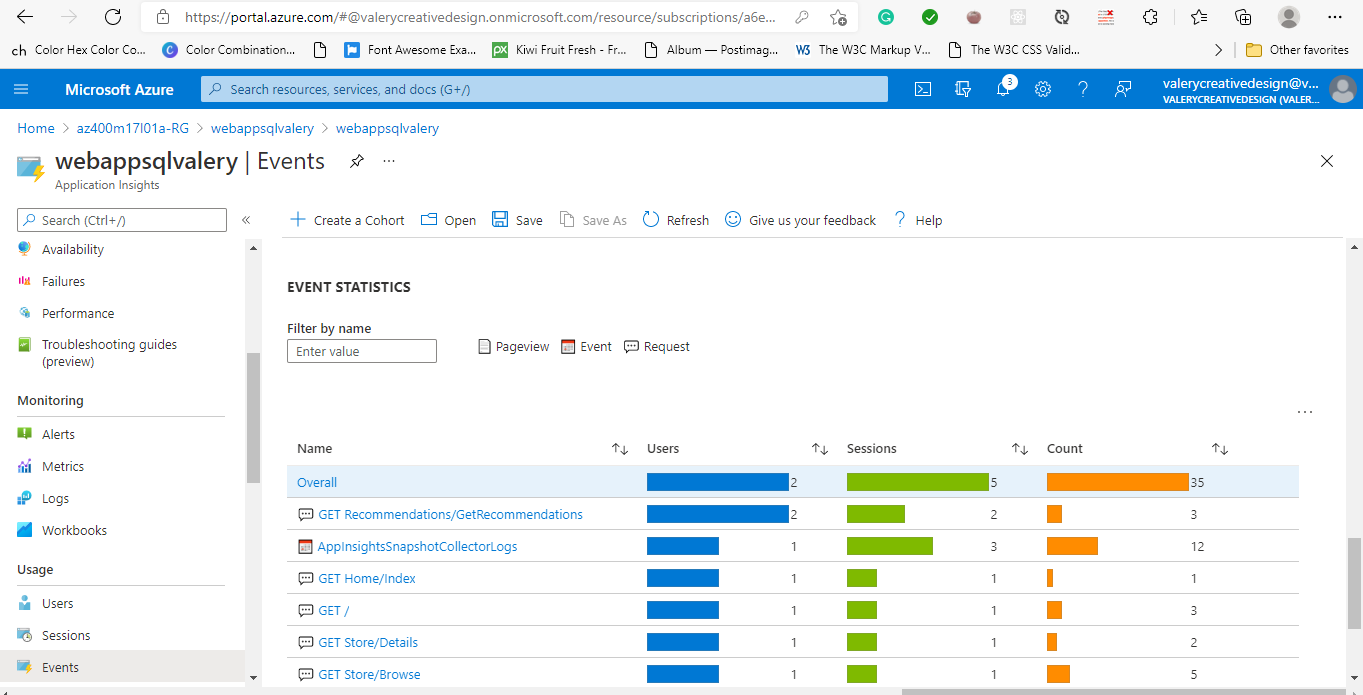 https://portal.azure.com/#@valerycreativedesign.onmicrosoft.com/resource/subscriptions/a6e...
ch Color Hex Color Co... Color Combination... Font Awesome Exa... Kiwi Fruit Fresh - Fr... Album — Postimag... The W3C Markup V... The W3C CSS Valid... Other favorites
Microsoft Azure Search resources, services, and docs (G+/) 3 valerycreativedesign@v...
VALERYCREATIVEDESIGN (VALER...
Home > az400m17l01a-RG > webappsqlvalery > webappsqlvalery
webappsqlvalery | Events ...
Application Insights
Search (Ctrl+/) «
Create a Cohort Open Save Save As Refresh Give us your feedback ? Help
Availability
Failures
Performance
Troubleshooting guides
(preview)
Monitoring
Alerts
Metrics
Logs
Workbooks
Usage
Users
Sessions
Events
EVENT STATISTICS
Filter by name
Enter value Pageview Event Request
...
Name Users Sessions Count
Overall 2 5 35
GET Recommendations/GetRecommendations 2 2 3
AppInsightsSnapshotCollectorLogs 1 3 12
GET Home/Index 1 1 1
GET / 1 1 3
GET Store/Details 1 1 2
GET Store/Browse 1 1 5